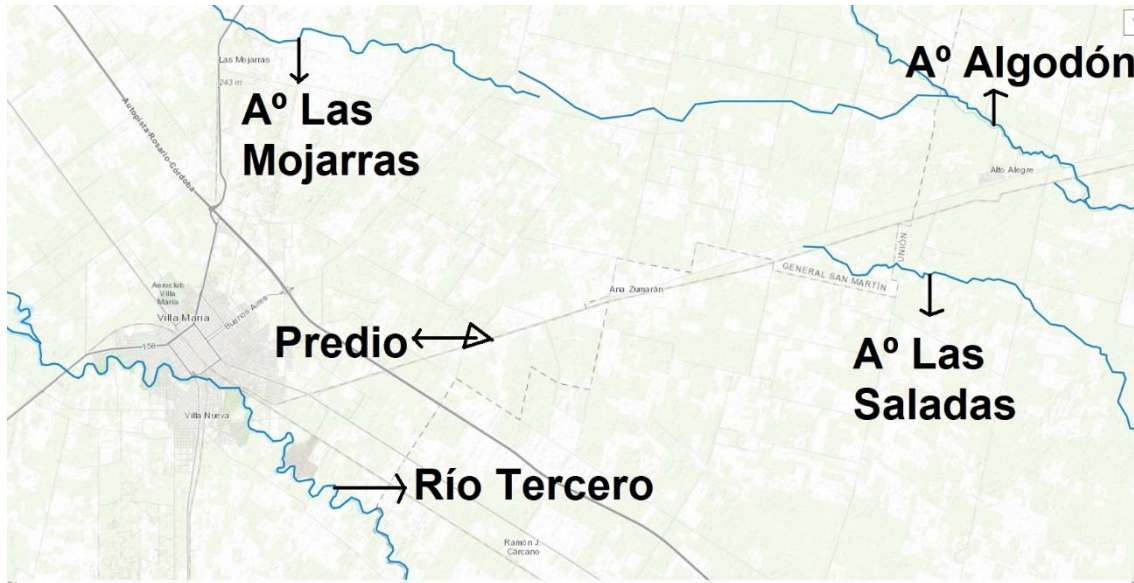 Las Mojarras
243 m
Aº Las
Mojarras
Aº Algodón
Autopista-Rosario-Córdoba
Alto Alegre
UNIÓN
GENERAL SAN MARTÍN
Ana Zumarán
Aeroclub
Villa
María
Villa María
Buenos Aires
158
Predio
Aº Las
Saladas
Villa Nueva
Río Tercero
Ramón J.
Cárcano